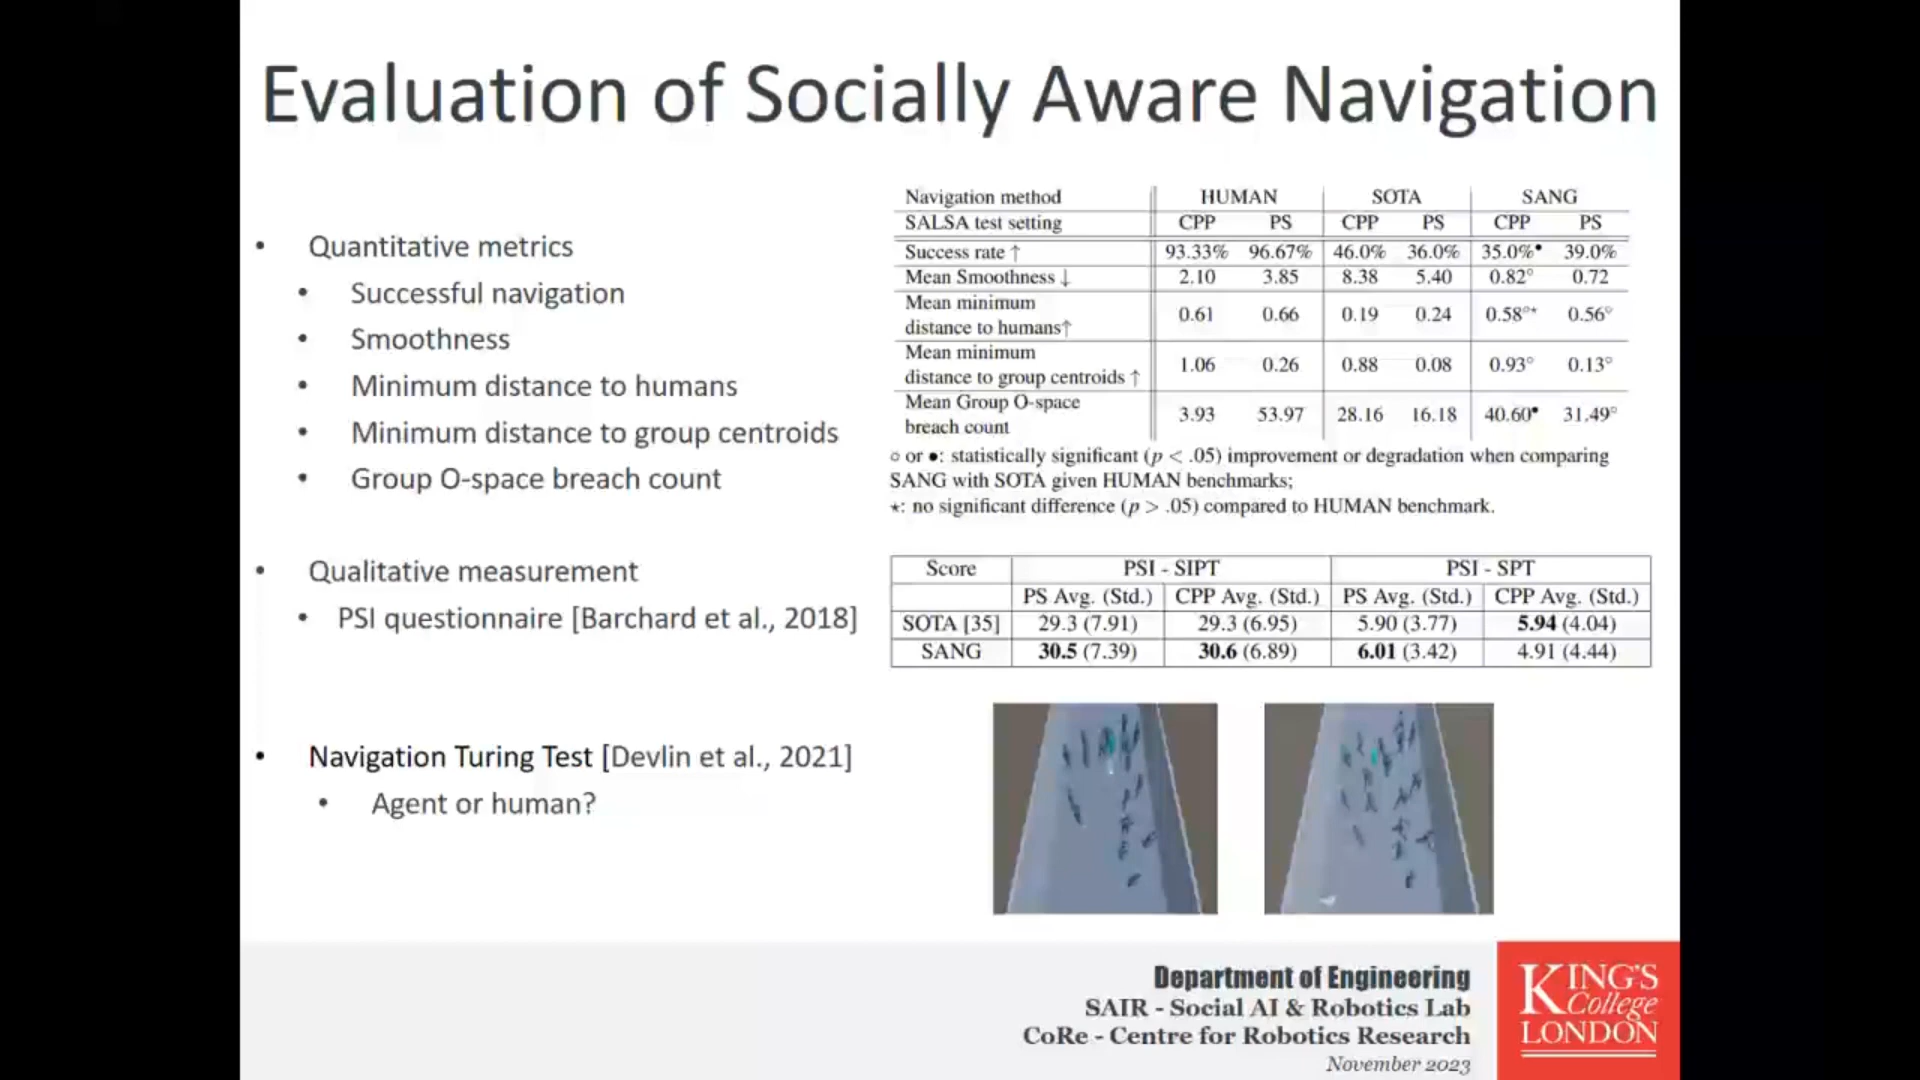 Evaluation of Socially Aware Navigation
• Quantitative metrics
• Successful navigation
• Smoothness
• Minimum distance to humans
• Minimum distance to group centroids
• Group O-space breach count
• Qualitative measurement
• PSI questionnaire [Barchard et al., 2018]
• Navigation Turing Test [Devlin et al., 2021]
• Agent or human?
Navigation method HUMAN SOTA SANG
SALSA test setting CPP PS CPP PS CPP PS
Success rate ↑ 93.33% 96.67% 46.0% 36.0% 35.0%• 39.0%
Mean Smoothness ↓ 2.10 3.85 8.38 5.40 0.82○ 0.72
Mean minimum
distance to humans↑ 0.61 0.66 0.19 0.24 0.58○⋆ 0.56○
Mean minimum
distance to group centroids ↑ 1.06 0.26 0.88 0.08 0.93○ 0.13○
Mean Group O-space
breach count 3.93 53.97 28.16 16.18 40.60• 31.49○
○ or •: statistically significant (p < .05) improvement or degradation when comparing
SANG with SOTA given HUMAN benchmarks;
⋆: no significant difference (p > .05) compared to HUMAN benchmark.
Score PSI - SIPT PSI - SPT
PS Avg. (Std.) CPP Avg. (Std.) PS Avg. (Std.) CPP Avg. (Std.)
SOTA [35] 29.3 (7.91) 29.3 (6.95) 5.90 (3.77) 5.94 (4.04)
SANG 30.5 (7.39) 30.6 (6.89) 6.01 (3.42) 4.91 (4.44)
Department of Engineering
SAIR - Social AI & Robotics Lab
CoRe - Centre for Robotics Research
November 2023
KING'S
College
LONDON